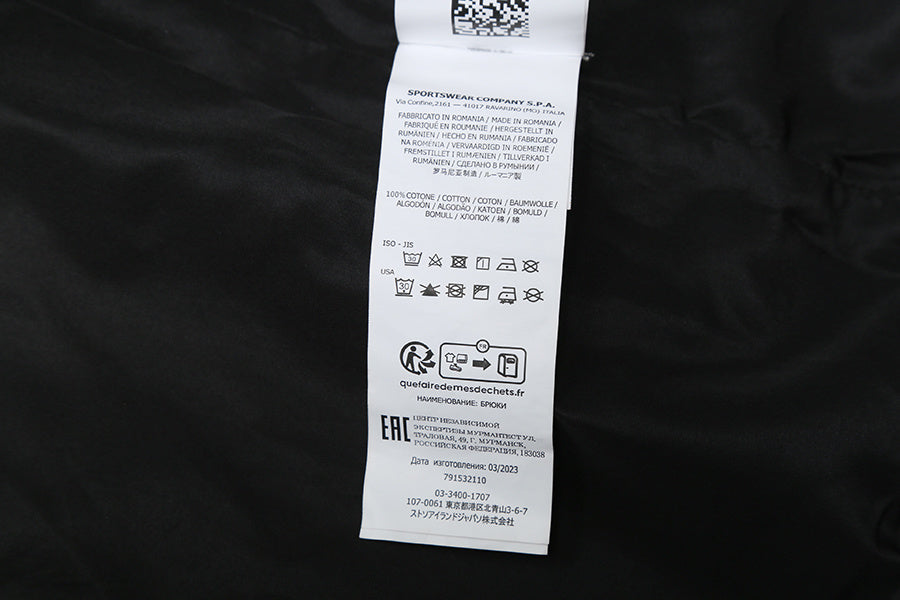 SPORTSWEAR COMPANY S.P.A.
Via Confine,2161 — 41017 RAVARINO (MO) ITALIA
FABBRICATO IN ROMANIA / MADE IN ROMANIA /
FABRIQUÉ EN ROUMANIE / HERGESTELLT IN
RUMÄNIEN / HECHO EN RUMANIA / FABRICADO
NA ROMÉNIA / VERVAARDIGD IN ROEMENIË /
FREMSTILLET I RUMÆNIEN / TILLVERKAD I
RUMÄNIEN / СДЕЛАНО В РУМЫНИИ /
罗马尼亚制造 / ルーマニア製
100% COTONE / COTTON / COTON / BAUMWOLLE /
ALGODÓN / ALGODÃO / KATOEN / BOMULD /
BOMULL / ХЛОПОК / 棉 / 綿
ISO - JIS
30
USA
30
FR
quefairedemesdechets.fr
НАИМЕНОВАНИЕ: БРЮКИ
EAC
ЦЕНТР НЕЗАВИСИМОЙ
ЭКСПЕРТИЗЫ МУРМАНТЕСТ УЛ.
ТРАЛОВАЯ, 49, Г. МУРМАНСК,
РОССИЙСКАЯ ФЕДЕРАЦИЯ, 183038
Дата изготовления: 03/2023
791532110
03-3400-1707
107-0061 東京都港区北青山3-6-7
ストンアイランドジャパン株式会社